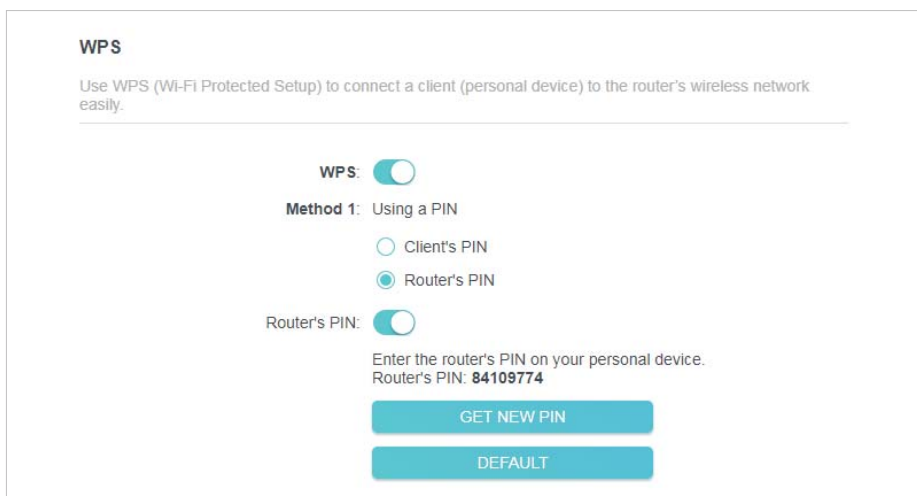 WPS
Use WPS (Wi-Fi Protected Setup) to connect a client (personal device) to the router's wireless network
easily.
WPS:
Method 1: Using a PIN
Client's PIN
Router's PIN
Router's PIN:
Enter the router's PIN on your personal device.
Router's PIN: 84109774
GET NEW PIN
DEFAULT